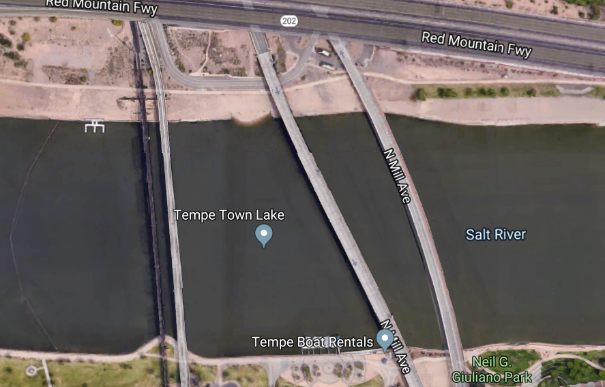 Red Mountain Fwy
202
Red Mountain Fwy
N Mill Ave
Tempe Town Lake
Salt River
Tempe Boat Rentals
N Mill Ave
Neil G.
Giuliano Park